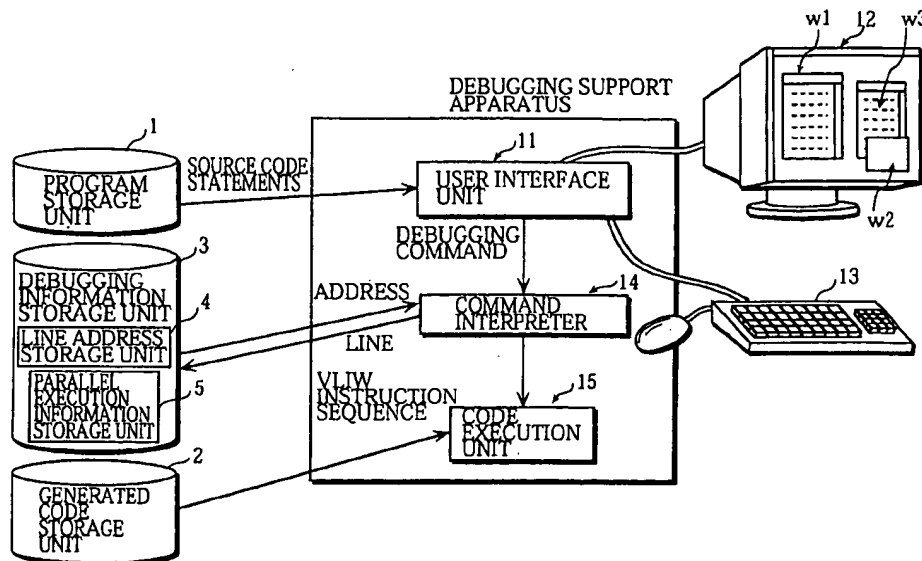 w1
12
w3
DEBUGGING SUPPORT
APPARATUS
1
PROGRAM
STORAGE
UNIT
SOURCE CODE
STATEMENTS
11
USER INTERFACE
UNIT
w2
DEBUGGING
COMMAND
3
DEBUGGING
INFORMATION
STORAGE UNIT
4
LINE ADDRESS
STORAGE UNIT
5
PARALLEL
EXECUTION
INFORMATION
STORAGE UNIT
ADDRESS
LINE
14
COMMAND
INTERPRETER
13
VLIW
INSTRUCTION
SEQUENCE
15
CODE
EXECUTION
UNIT
2
GENERATED
CODE
STORAGE
UNIT